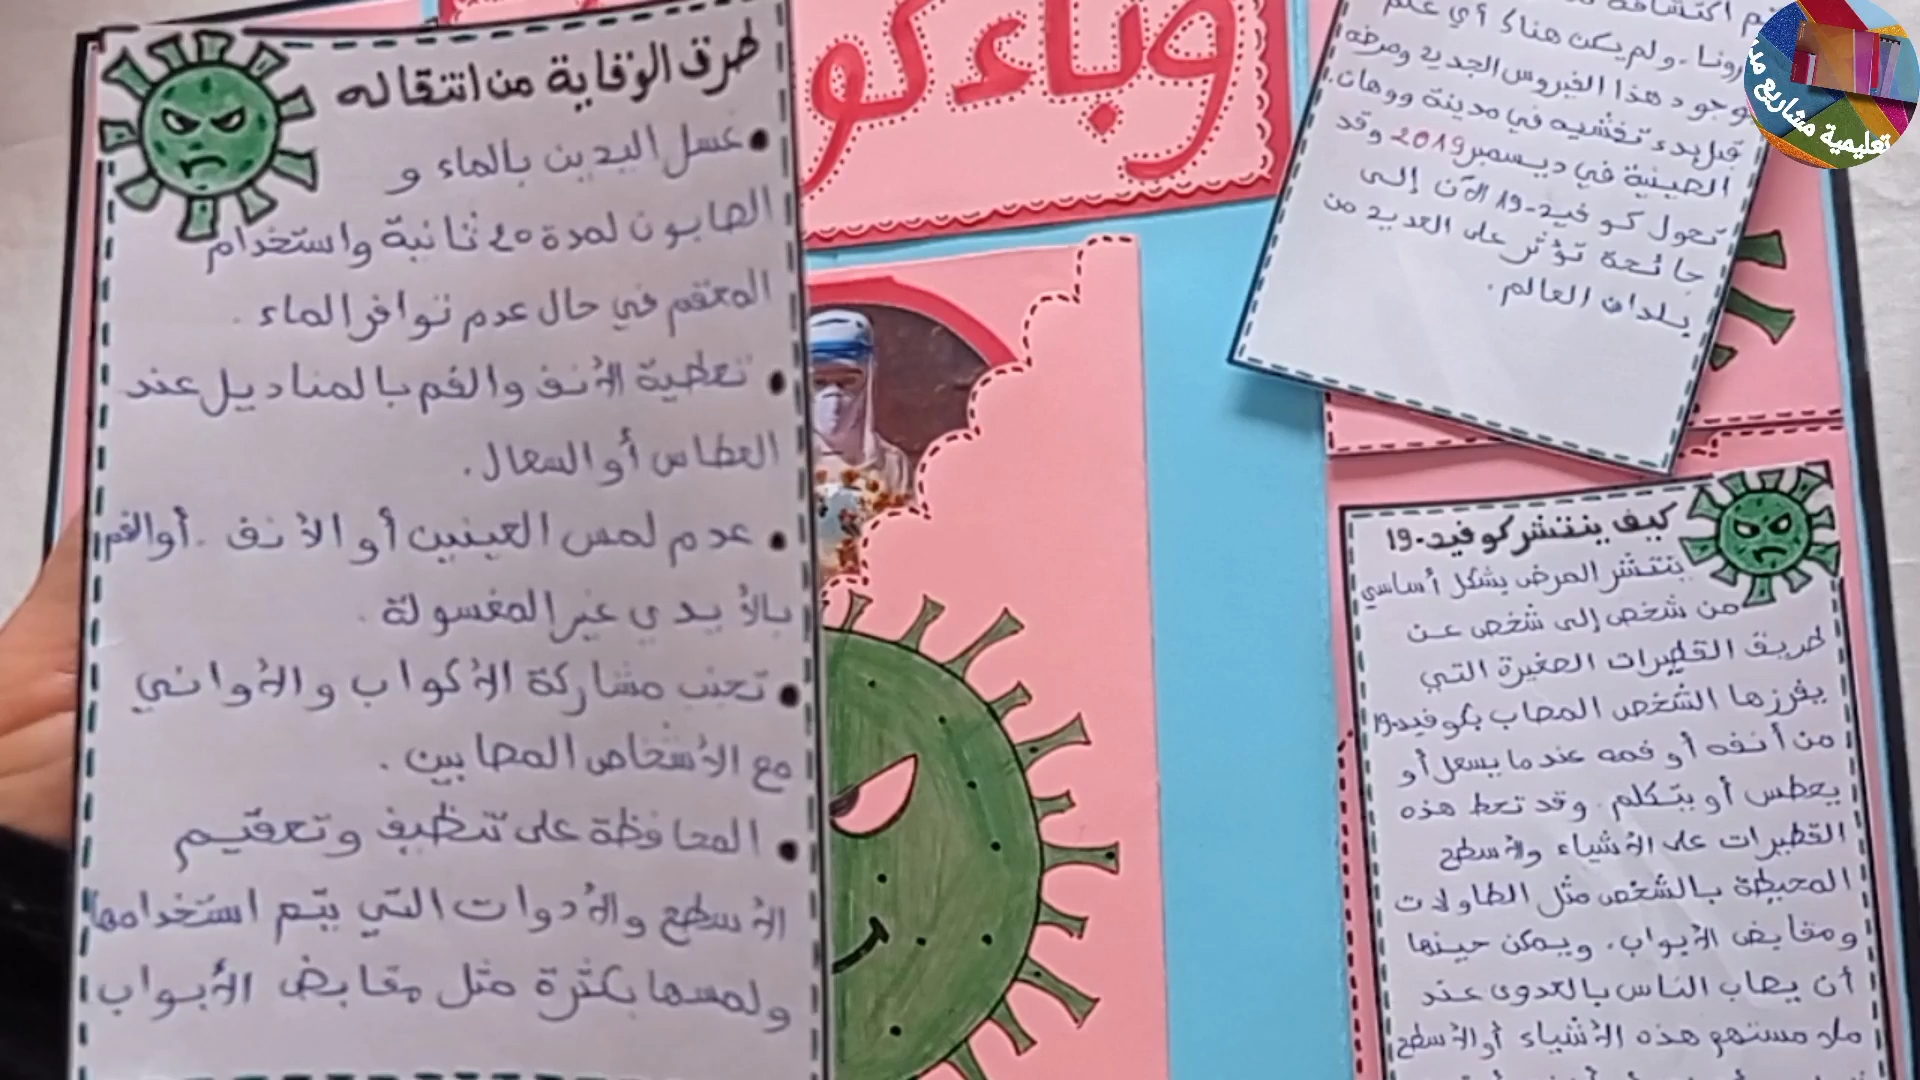 وباء كو
طرق الوقاية من انتقاله
• غسل اليدين بالماء و
الصابون لمدة 20 ثانية واستخدام
المعقم في حال عدم توافر الماء .
• تغطية الأنف والفم بالمناديل عند
العطاس أو السعال .
• عدم لمس العينين أو الأنف . أو الفم
بالأيدي غير المغسولة .
• تجنب مشاركة الأكواب والأواني
مع الأشخاص المصابين .
• المحافظة على تنظيف وتعقيم
الأسطح والأدوات التي يتم استخدامها
ولمسها بكثرة مثل مقابض الأبواب
اكتشافه
رونا . ولم يكن هناك أي علم
بوجود هذا الفيروس الجديد ومرضه
قبل بدء تفشيه في مدينة ووهان
الصينية في ديسمبر 2019 وقد
تحول كوفيد-19 الآن إلى
جائحة تؤثر على العديد من
بلدان العالم .
كيف ينتشر كوفيد-19
ينتشر المرض بشكل أساسي
من شخص إلى شخص عن
طريق القطيرات الصغيرة التي
يفرزها الشخص المصاب بكوفيد-19
من أنفه أو فمه عندما يسعل أو
يعطس أو يتكلم . وقد تحط هذه
القطيرات على الأشياء والأسطح
المحيطة بالشخص مثل الطاولات
ومقابض الأبواب . ويمكن حينها
أن يصاب الناس بالعدوى عند
ملامستهم هذه الأشياء أو الأسطح
تعليمية مشاريع